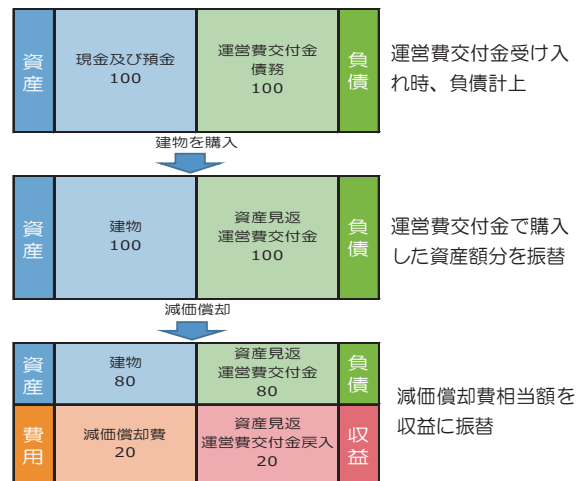 資産
現金及び預金
100
運営費交付金
債務
100
負債
運営費交付金受け入
れ時、負債計上
建物を購入
資産
建物
100
資産見返
運営費交付金
100
負債
運営費交付金で購入
した資産額分を振替
減価償却
資産
建物
80
資産見返
運営費交付金
80
負債
費用
減価償却費
20
資産見返
運営費交付金戻入
20
収益
減価償却費相当額を
収益に振替